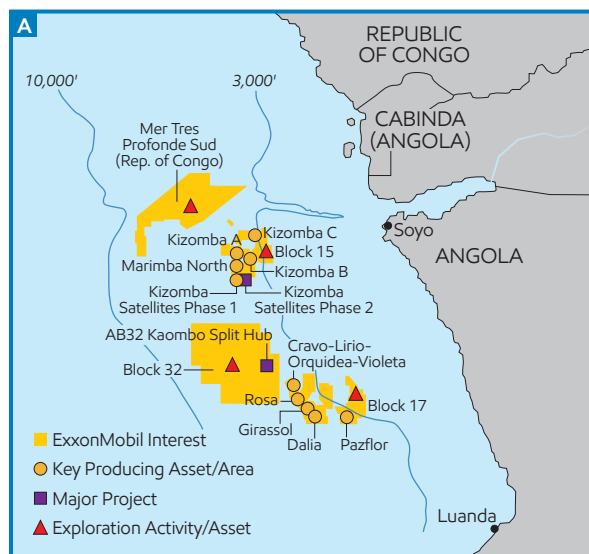 A
REPUBLIC
OF CONGO
10,000'
3,000'
CABINDA
(ANGOLA)
Mer Tres
Profonde Sud
(Rep. of Congo)
Soyo
ANGOLA
Kizomba C
Kizomba A
Block 15
Marimba North
Kizomba B
Kizomba
Satellites Phase 1
Kizomba
Satellites Phase 2
AB32 Kaombo Split Hub
Block 32
Cravo-Lirio-
Orquidea-Violeta
Rosa
Block 17
Girassol
Dalia
Pazflor
ExxonMobil Interest
Key Producing Asset/Area
Major Project
Exploration Activity/Asset
Luanda